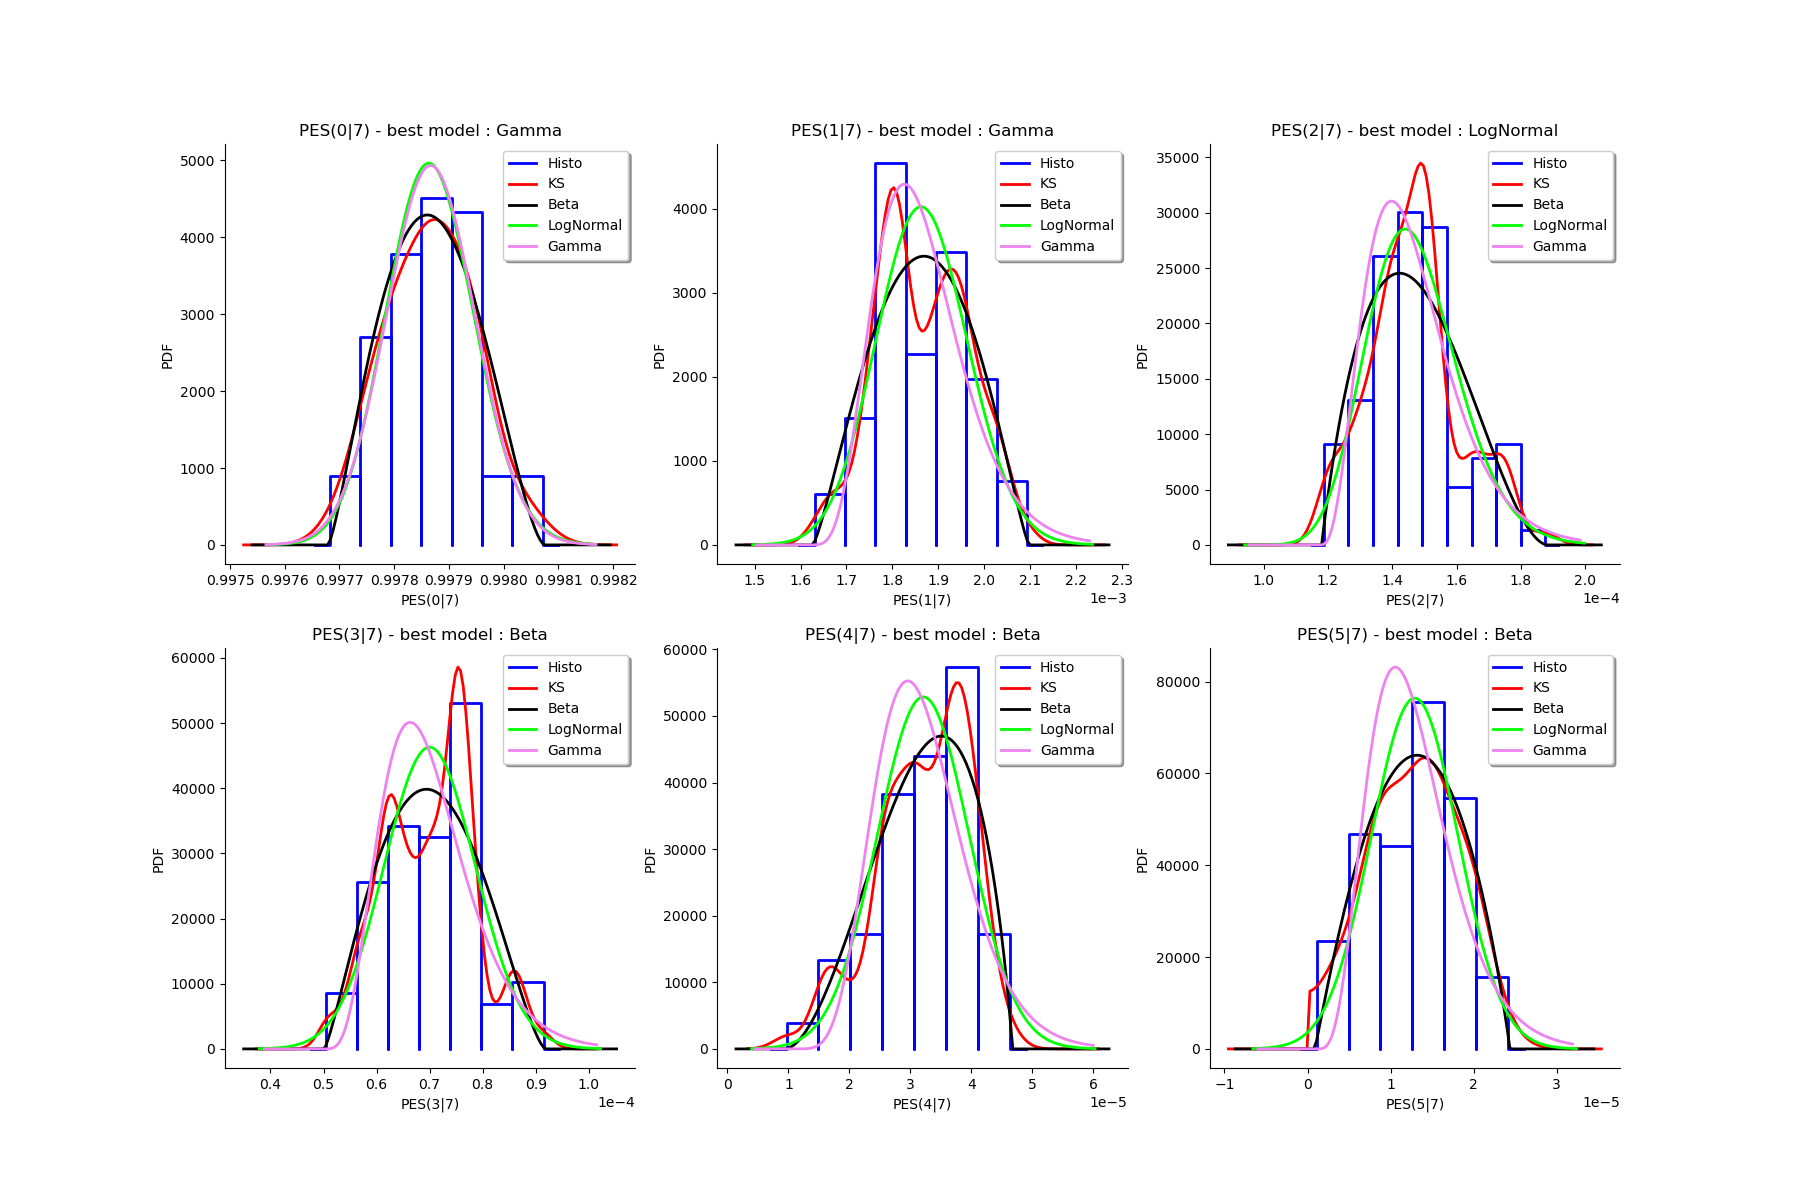 PES(0|7) - best model : Gamma
PDF
5000
4000
3000
2000
1000
0
Histo
KS
Beta
LogNormal
Gamma
0.9975 0.9976 0.9977 0.9978 0.9979 0.9980 0.9981 0.9982
PES(0|7)
PES(1|7) - best model : Gamma
PDF
4000
3000
2000
1000
0
Histo
KS
Beta
LogNormal
Gamma
1.5 1.6 1.7 1.8 1.9 2.0 2.1 2.2 2.3
PES(1|7)
1e−3
PES(2|7) - best model : LogNormal
PDF
35000
30000
25000
20000
15000
10000
5000
0
Histo
KS
Beta
LogNormal
Gamma
1.0 1.2 1.4 1.6 1.8 2.0
PES(2|7)
1e−4
PES(3|7) - best model : Beta
PDF
60000
50000
40000
30000
20000
10000
0
Histo
KS
Beta
LogNormal
Gamma
0.4 0.5 0.6 0.7 0.8 0.9 1.0
PES(3|7)
1e−4
PES(4|7) - best model : Beta
PDF
60000
50000
40000
30000
20000
10000
0
Histo
KS
Beta
LogNormal
Gamma
0 1 2 3 4 5 6
PES(4|7)
1e−5
PES(5|7) - best model : Beta
PDF
80000
60000
40000
20000
0
Histo
KS
Beta
LogNormal
Gamma
−1 0 1 2 3
PES(5|7)
1e−5